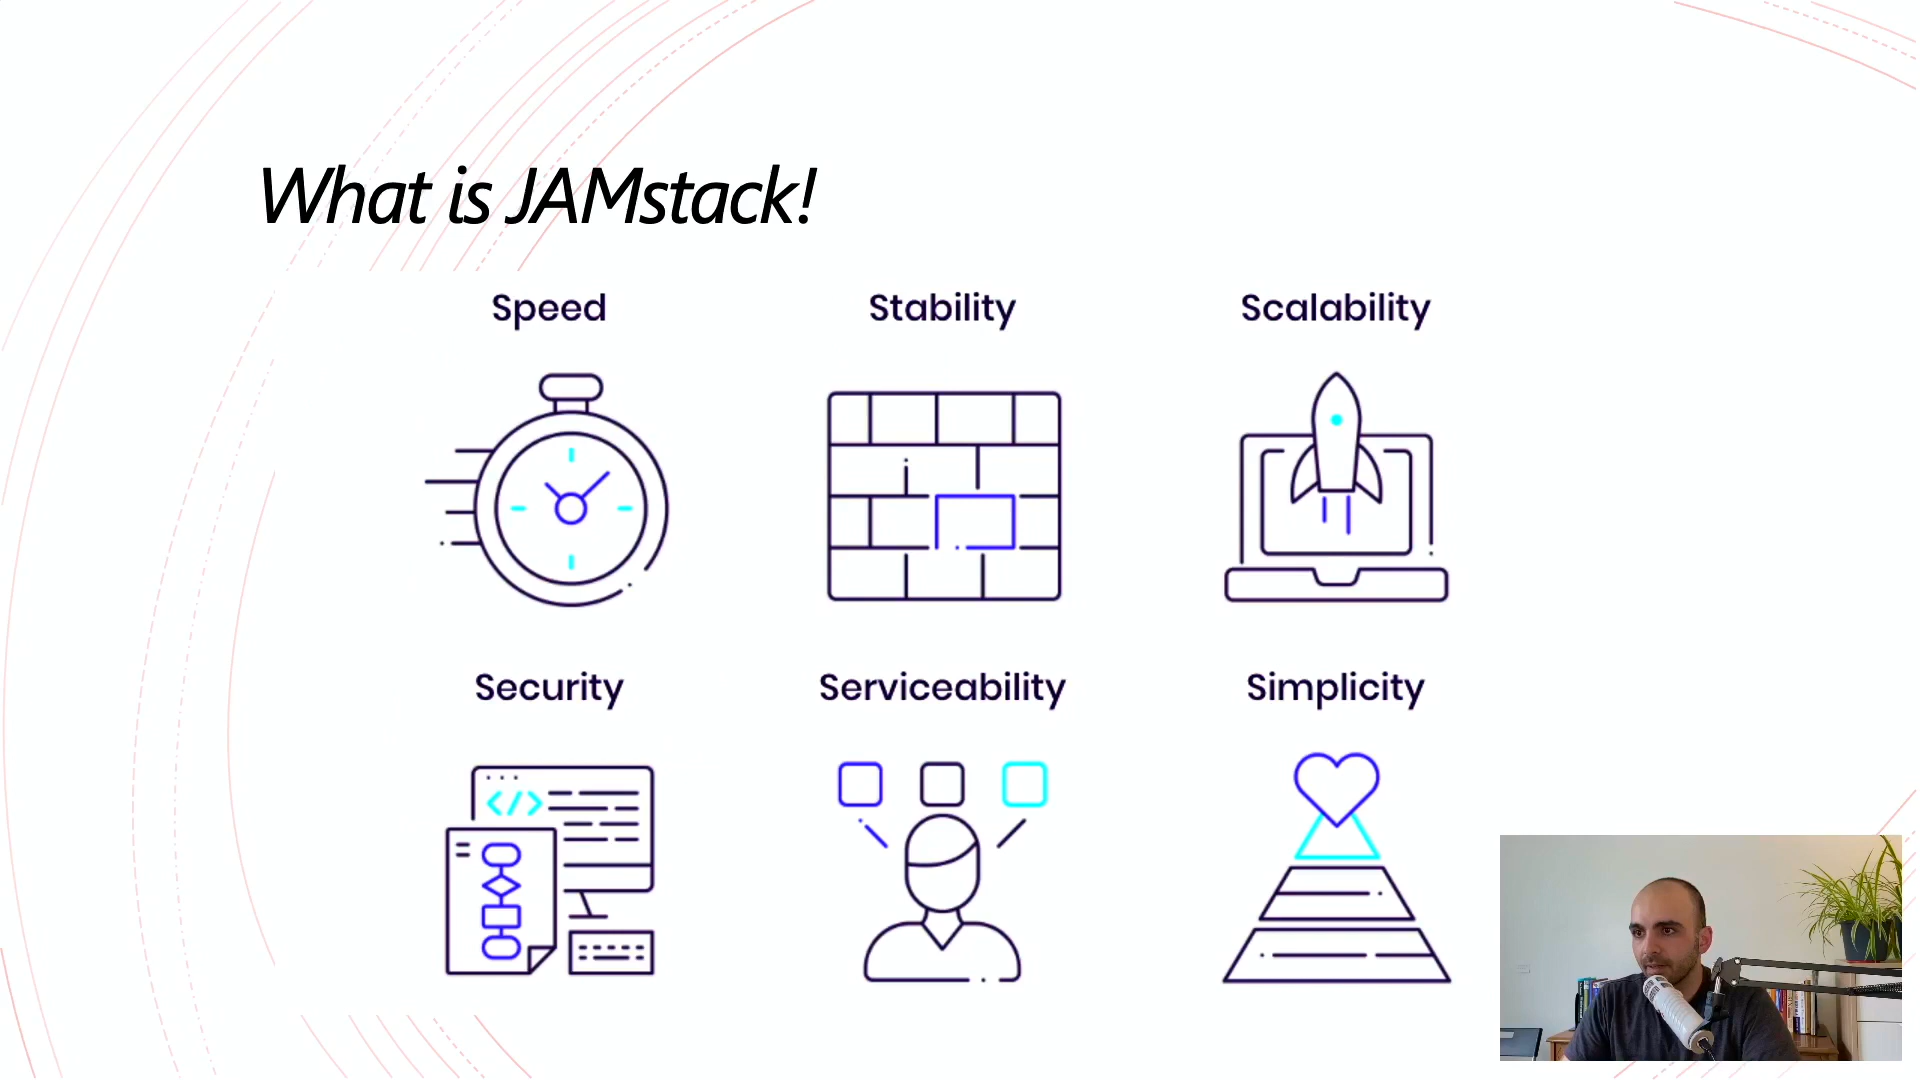 What is JAMstack!
Speed
Stability
Scalability
Security
Serviceability
Simplicity